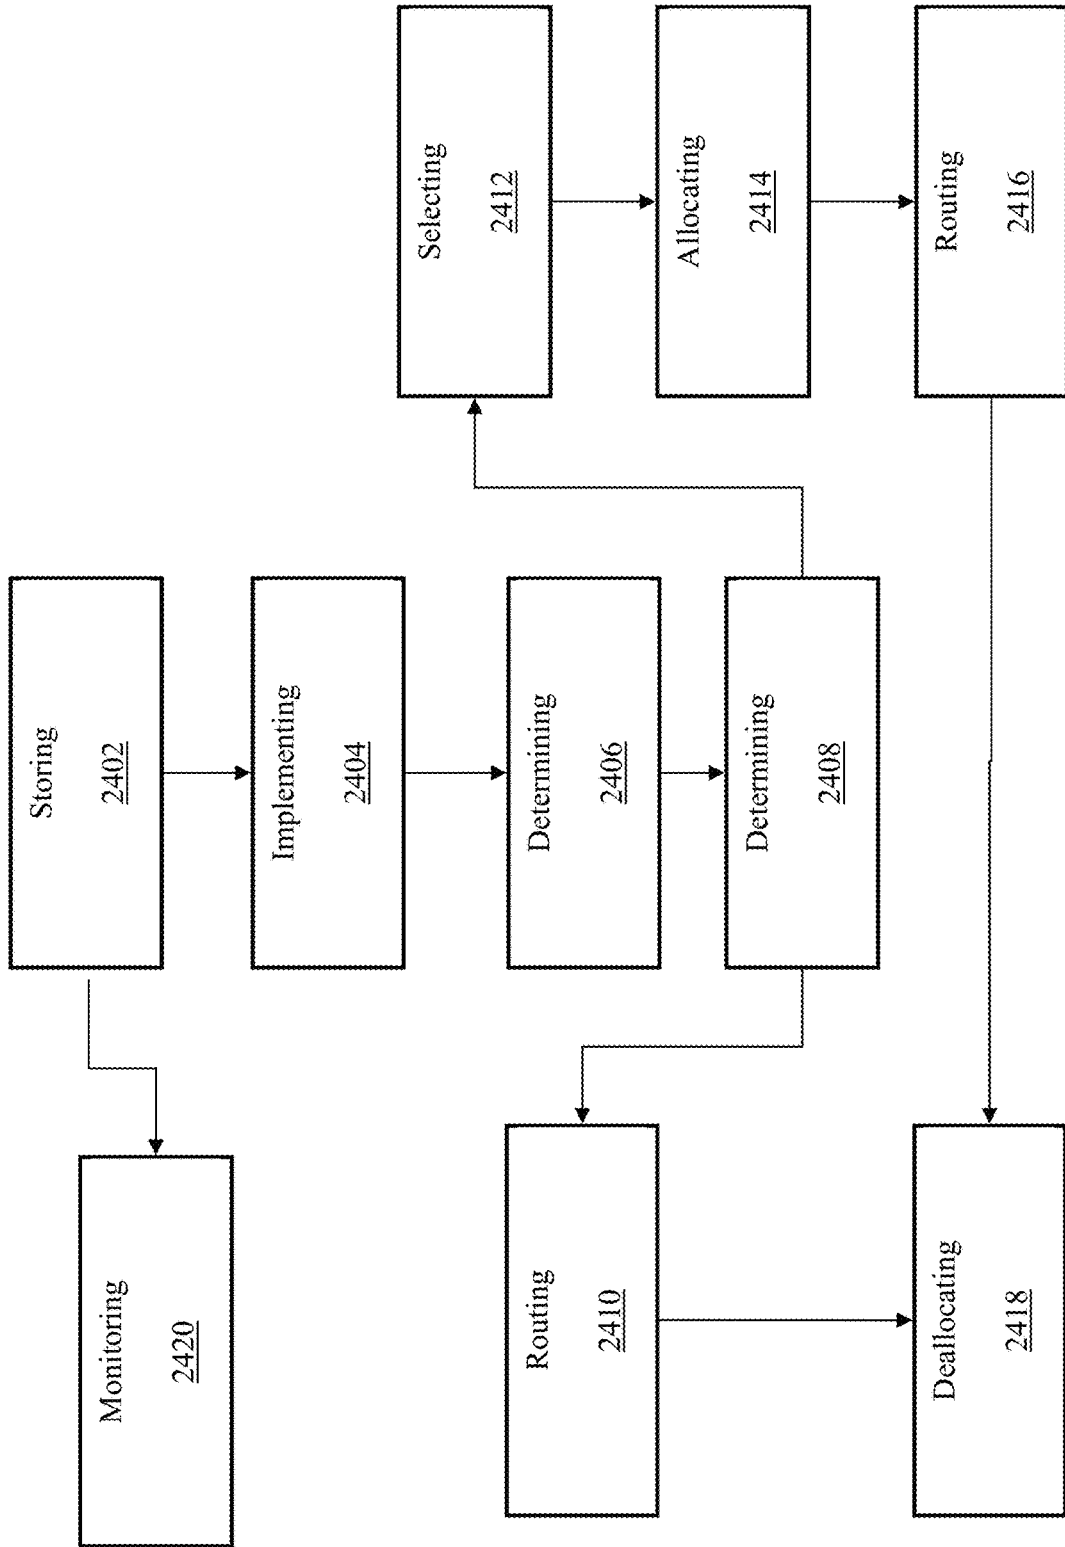 Storing
2402
Implementing
2404
Determining
2406
Determining
2408
Monitoring
2420
Routing
2410
Deallocating
2418
Selecting
2412
Allocating
2414
Routing
2416